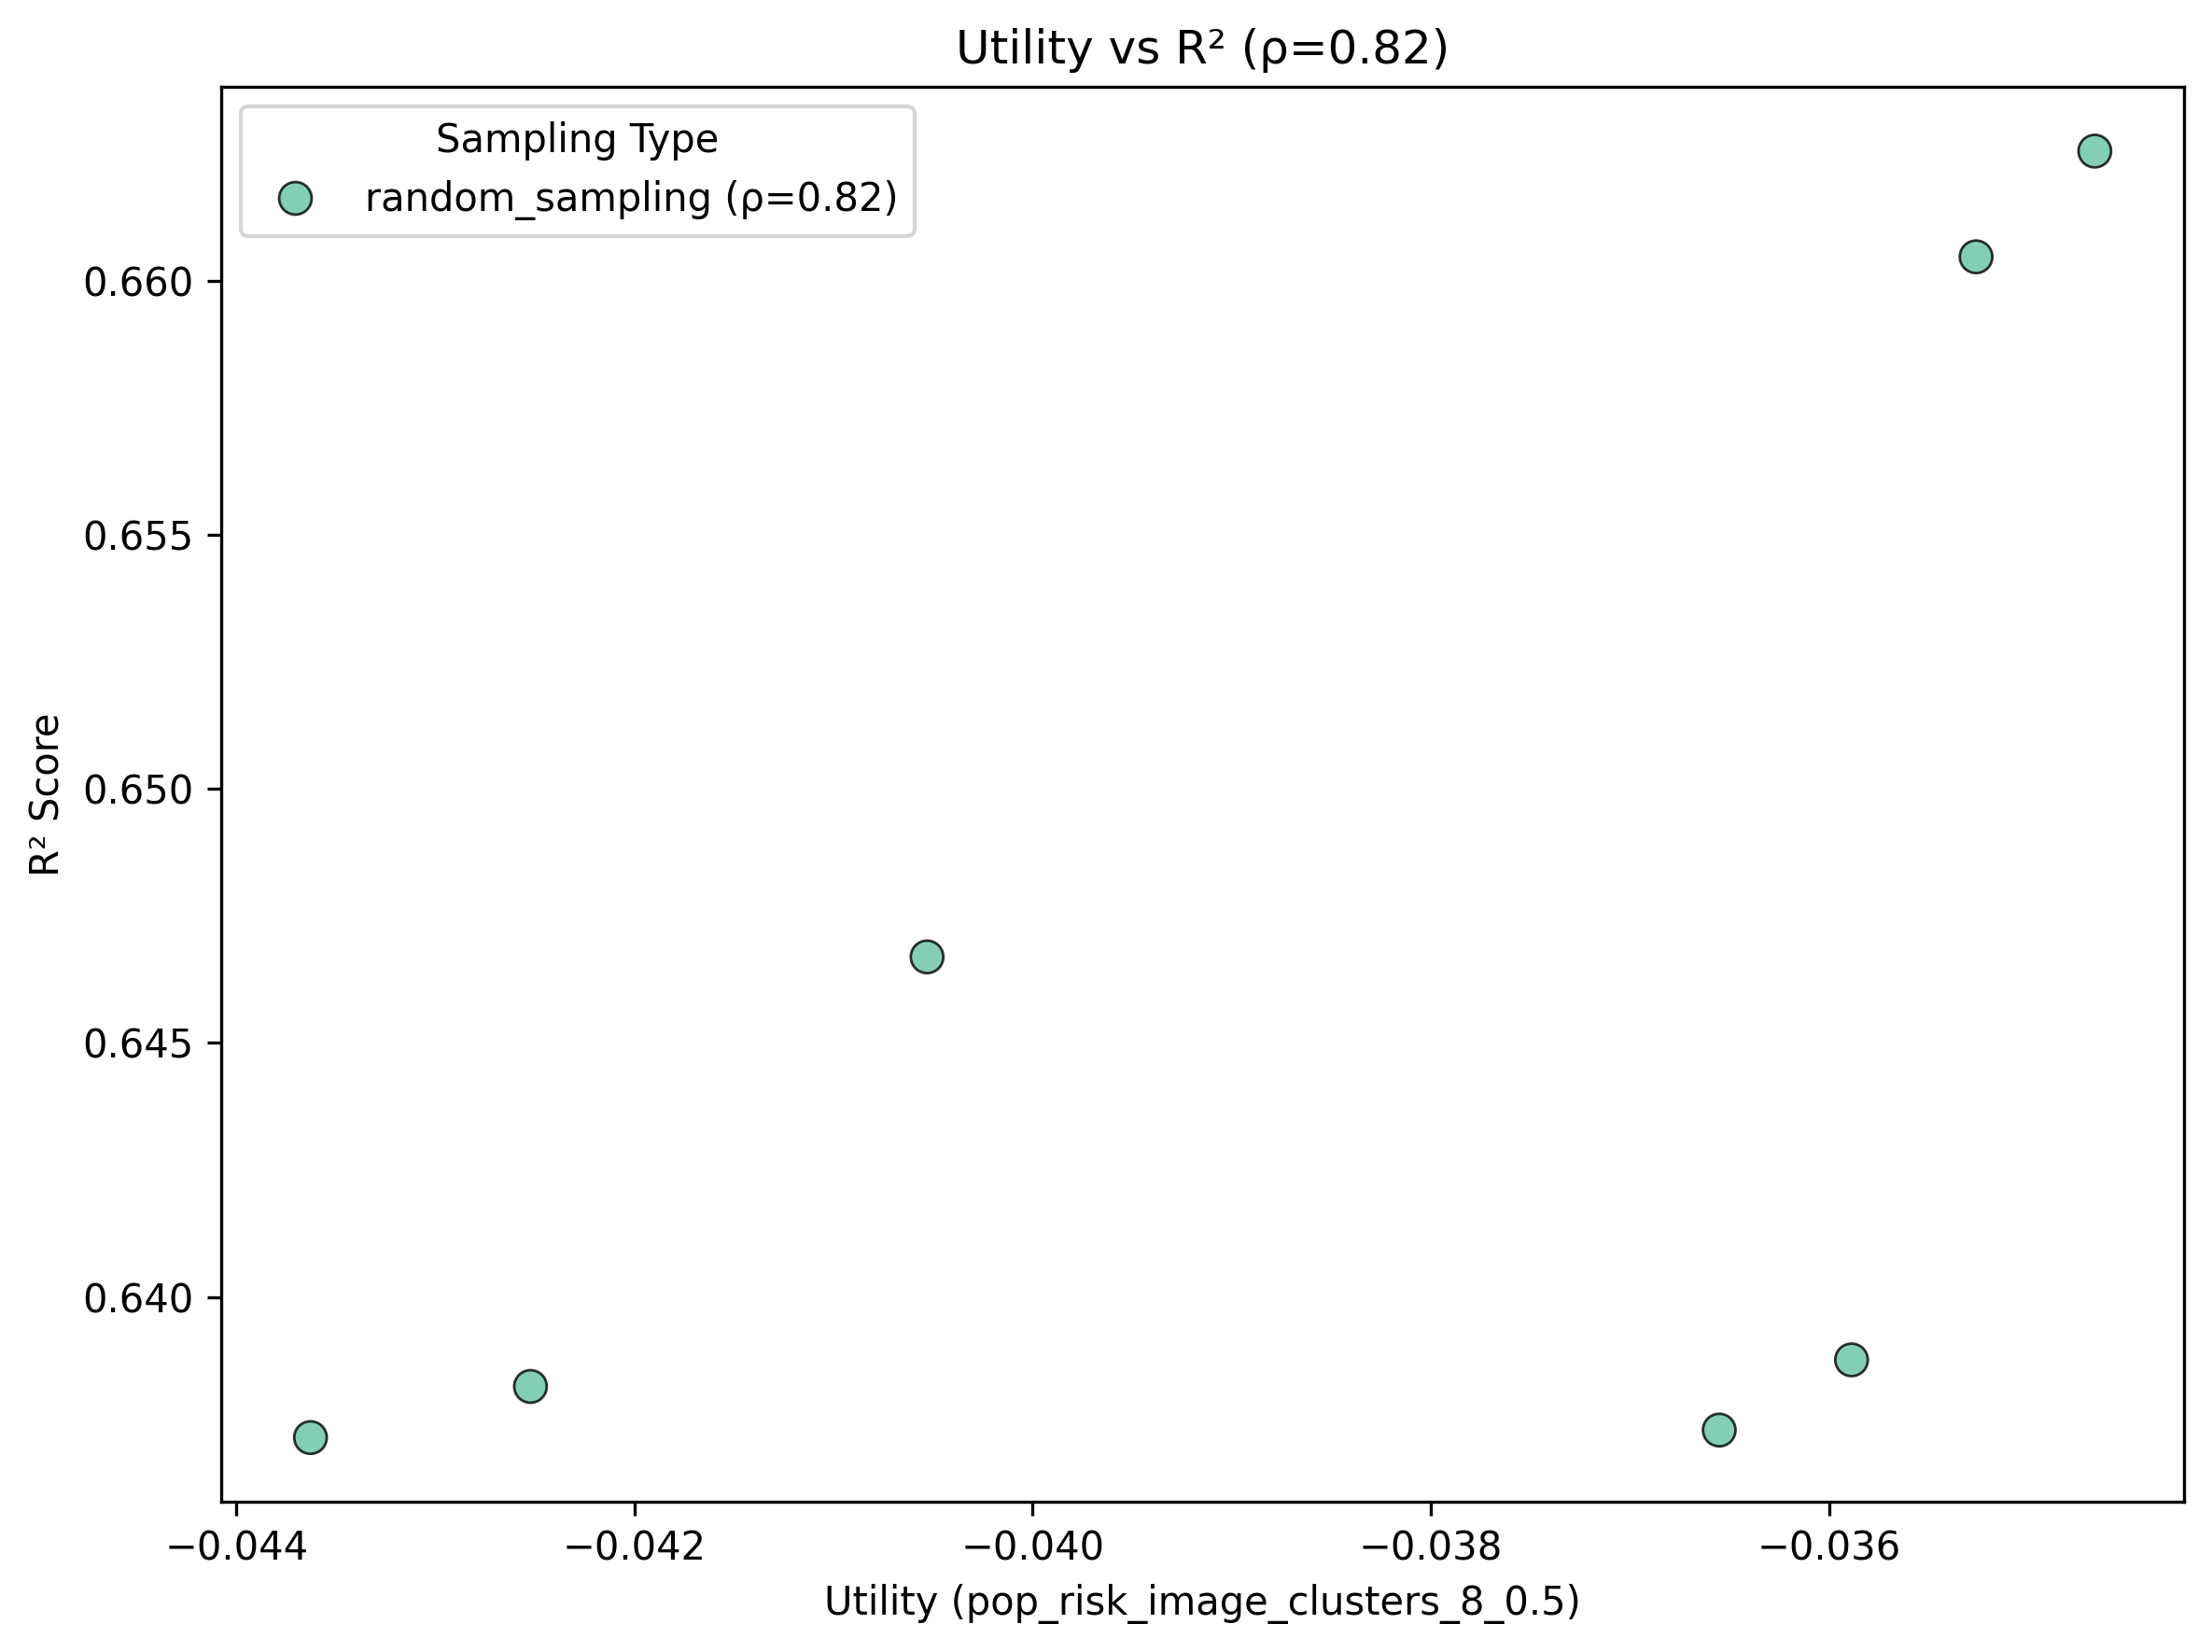 Utility vs R² (ρ=0.82)
Sampling Type
random_sampling (ρ=0.82)
R² Score
0.660
0.655
0.650
0.645
0.640
−0.044
−0.042
−0.040
−0.038
−0.036
Utility (pop_risk_image_clusters_8_0.5)